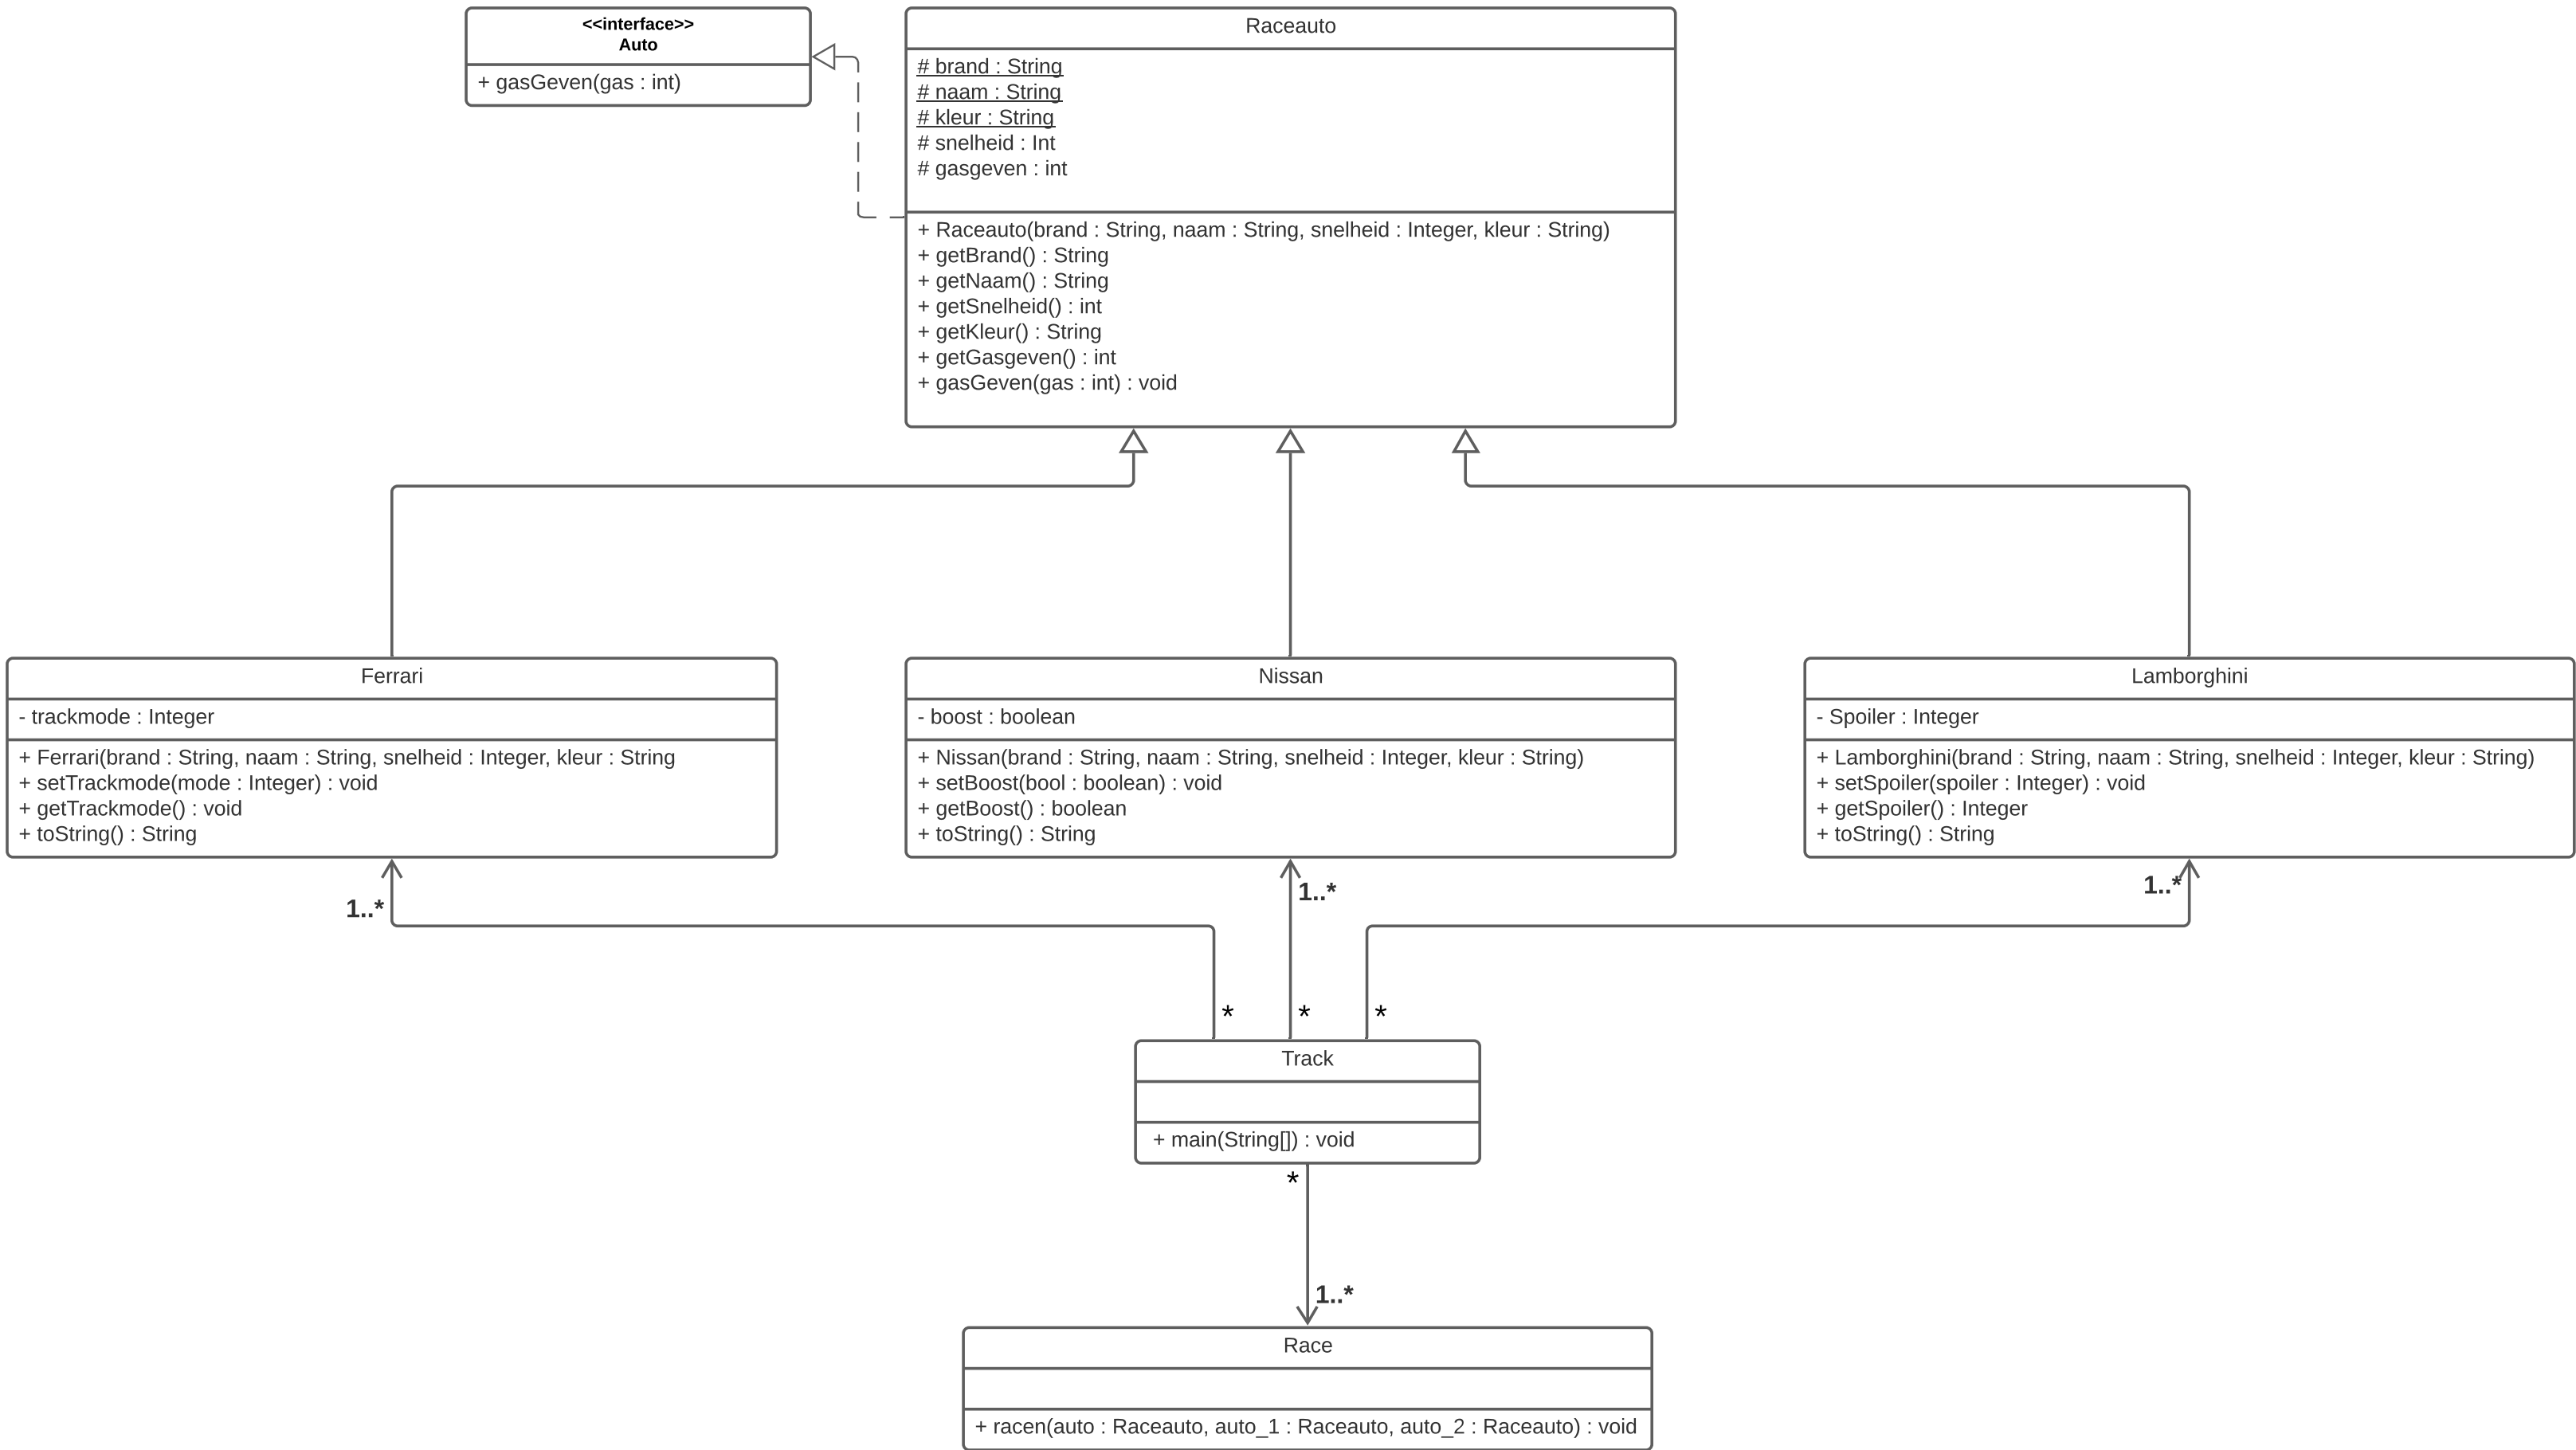 <<interface>>
Auto
+ gasGeven(gas : int)
Raceauto
# brand : String
# naam : String
# kleur : String
# snelheid : Int
# gasgeven : int
+ Raceauto(brand : String, naam : String, snelheid : Integer, kleur : String)
+ getBrand() : String
+ getNaam() : String
+ getSnelheid() : int
+ getKleur() : String
+ getGasgeven() : int
+ gasGeven(gas : int) : void
Ferrari
- trackmode : Integer
+ Ferrari(brand : String, naam : String, snelheid : Integer, kleur : String
+ setTrackmode(mode : Integer) : void
+ getTrackmode() : void
+ toString() : String
Nissan
- boost : boolean
+ Nissan(brand : String, naam : String, snelheid : Integer, kleur : String)
+ setBoost(bool : boolean) : void
+ getBoost() : boolean
+ toString() : String
Lamborghini
- Spoiler : Integer
+ Lamborghini(brand : String, naam : String, snelheid : Integer, kleur : String)
+ setSpoiler(spoiler : Integer) : void
+ getSpoiler() : Integer
+ toString() : String
1..*
1..*
1..*
*
*
*
Track
+ main(String[]) : void
*
1..*
Race
+ racen(auto : Raceauto, auto_1 : Raceauto, auto_2 : Raceauto) : void